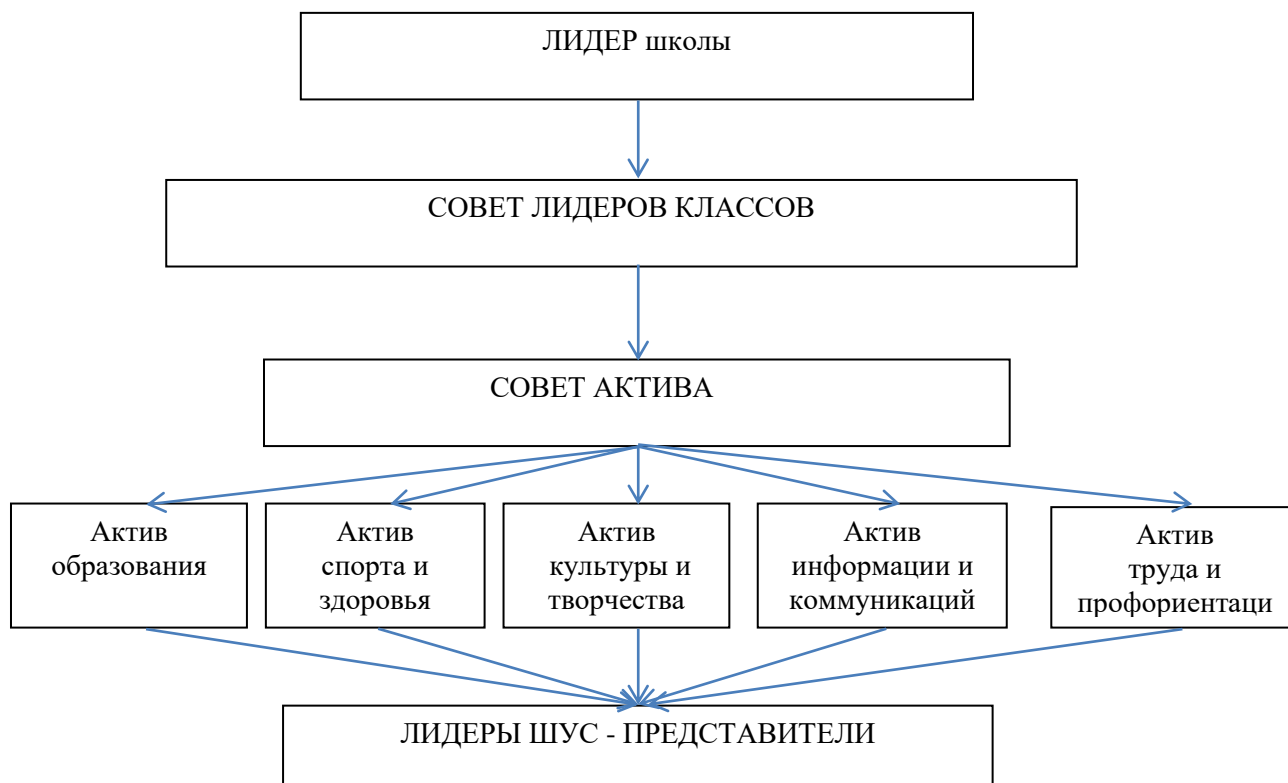 ЛИДЕР школы
СОВЕТ ЛИДЕРОВ КЛАССОВ
СОВЕТ АКТИВА
Актив
образования
Актив
спорта и
здоровья
Актив
культуры и
творчества
Актив
информации и
коммуникаций
Актив
труда и
профориентаци
ЛИДЕРЫ ШУС - ПРЕДСТАВИТЕЛИ